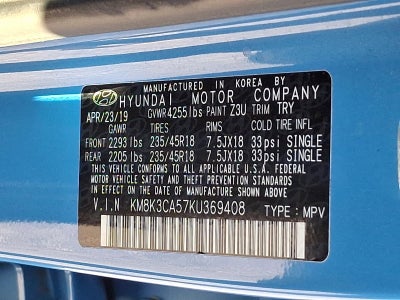 MANUFACTURED IN KOREA BY
HYUNDAI MOTOR COMPANY
APR/23/19 GVWR4255lbs PAINT Z3U TRIM TRY
GAWR TIRES RIMS COLD TIRE INFL
FRONT 2293 lbs 235/45R18 7.5JX18 33psi SINGLE
REAR 2205 lbs 235/45R18 7.5JX18 33psi SINGLE
THIS VEHICLE CONFORMS TO ALL APPLICABLE U.S.A. FEDERAL
MOTOR VEHICLE SAFETY, BUMPER, AND THEFT PREVENTION
STANDARDS IN EFFECT ON THE DATE OF MANUFACTURE SHOWN ABOVE.
V.I.N KM8K3CA57KU369408 TYPE : MPV